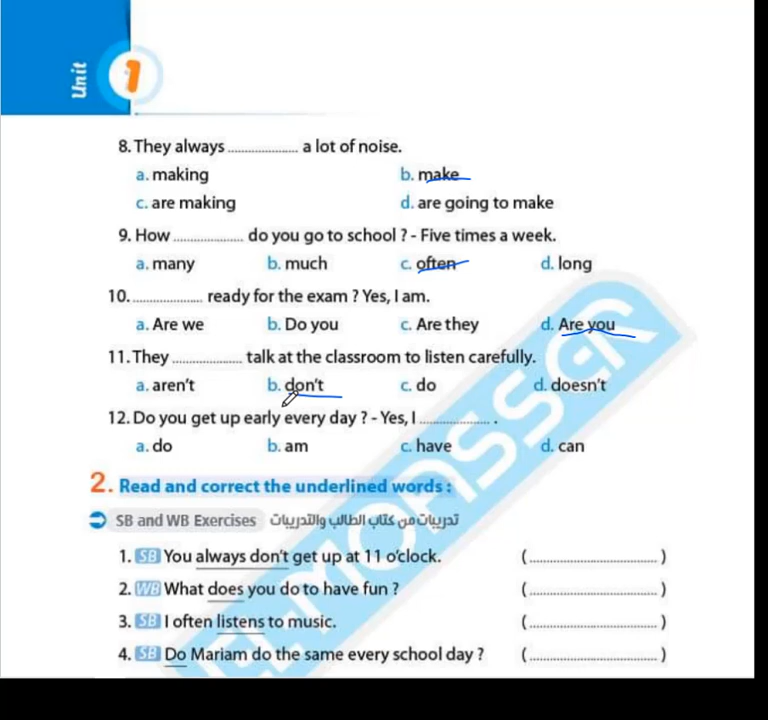 Unit 1
8. They always .................... a lot of noise.
a. making b. make
c. are making d. are going to make
9. How .................... do you go to school ? - Five times a week.
a. many b. much c. often d. long
10. .................... ready for the exam ? Yes, I am.
a. Are we b. Do you c. Are they d. Are you
11. They .................... talk at the classroom to listen carefully.
a. aren't b. don't c. do d. doesn't
12. Do you get up early every day ? - Yes, I .................... .
a. do b. am c. have d. can
2. Read and correct the underlined words :
SB and WB Exercises تدريبات من كتاب الطالب والتدريبات
1. SB You always don't get up at 11 o'clock. (....................)
2. WB What does you do to have fun ? (....................)
3. SB I often listens to music. (....................)
4. SB Do Mariam do the same every school day ? (....................)
ELMOASSER